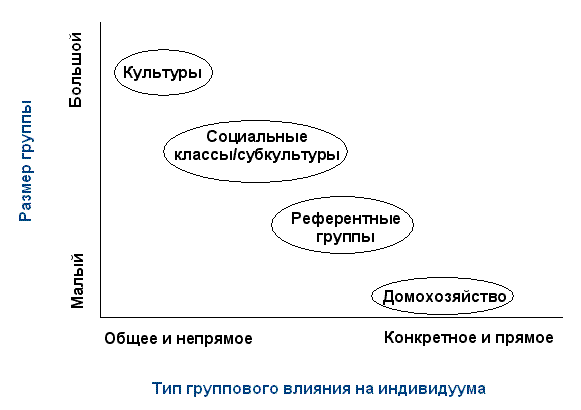 Размер группы
Большой
Малый
Культуры
Социальные
классы/субкультуры
Референтные
группы
Домохозяйство
Общее и непрямое
Конкретное и прямое
Тип группового влияния на индивидуума